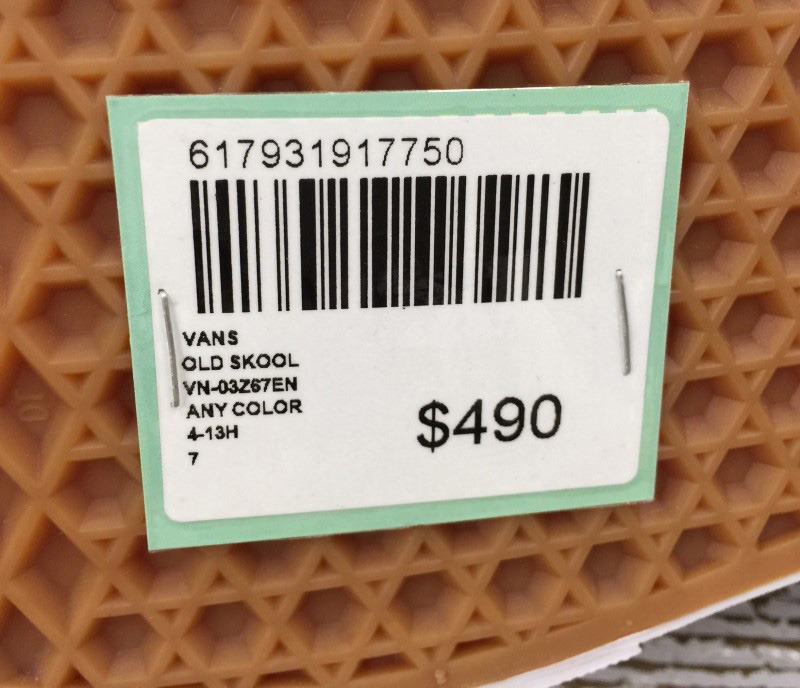 617931917750
VANS
OLD SKOOL
VN-03Z67EN
ANY COLOR
4-13H
7
$490